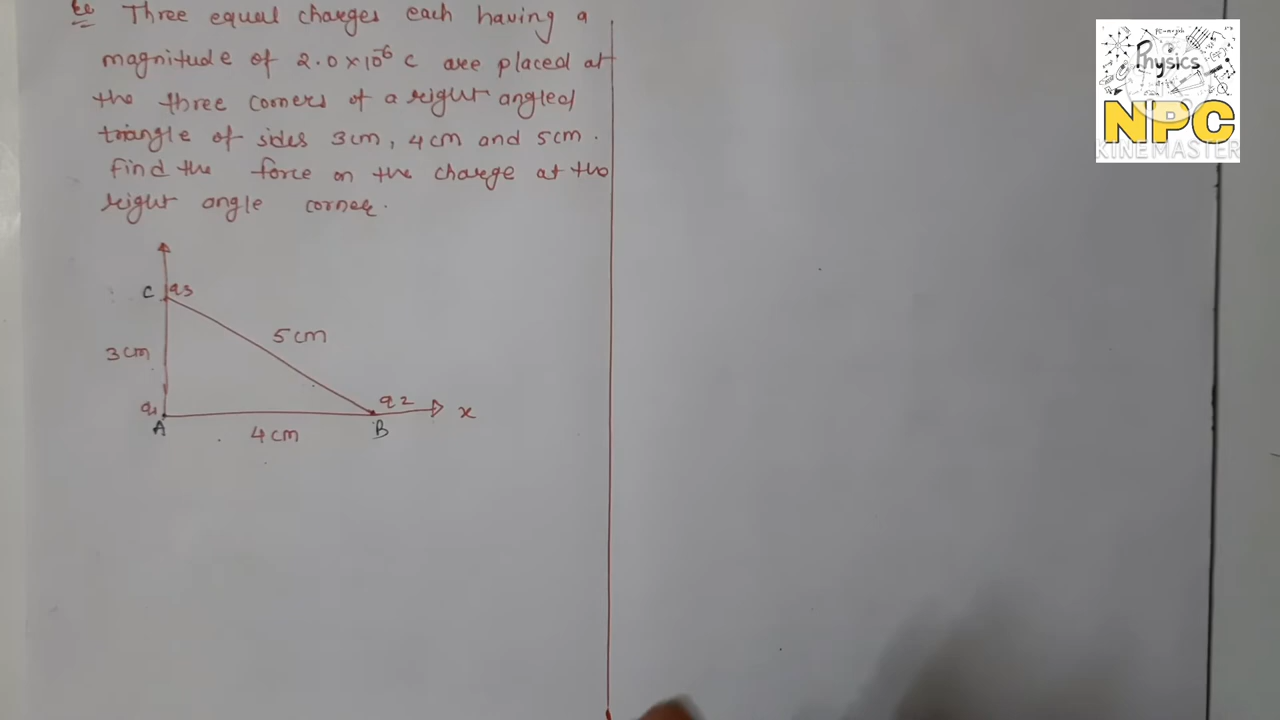 Ex Three equal charges each having a
magnitude of 2.0×10⁻⁶ C are placed at
the three corners of a right angled
triangle of sides 3cm, 4cm and 5cm.
find the force on the charge at the
right angle corner.
C q3
5cm
3cm
q1
q2
x
A
4cm
B
Physics
NPC
KINEMASTER